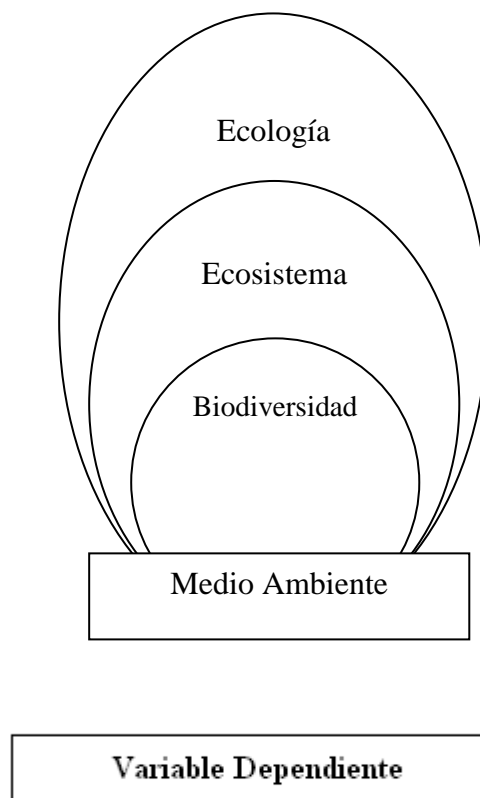 Ecología
Ecosistema
Biodiversidad
Medio Ambiente
Variable Dependiente